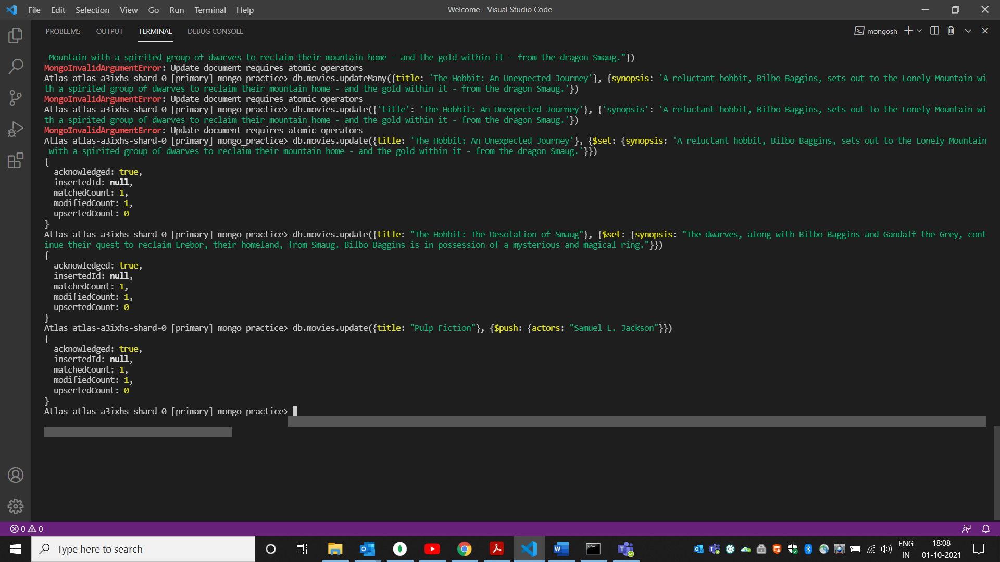 File Edit Selection View Go Run Terminal Help
Welcome - Visual Studio Code
PROBLEMS OUTPUT TERMINAL DEBUG CONSOLE
mongosh
Mountain with a spirited group of dwarves to reclaim their mountain home - and the gold within it - from the dragon Smaug."})
MongoInvalidArgumentError: Update document requires atomic operators
Atlas atlas-a3ixhs-shard-0 [primary] mongo_practice> db.movies.updateMany({title: 'The Hobbit: An Unexpected Journey'}, {synopsis: 'A reluctant hobbit, Bilbo Baggins, sets out to the Lonely Mountain wi
th a spirited group of dwarves to reclaim their mountain home - and the gold within it - from the dragon Smaug.'})
MongoInvalidArgumentError: Update document requires atomic operators
Atlas atlas-a3ixhs-shard-0 [primary] mongo_practice> db.movies.update({'title': 'The Hobbit: An Unexpected Journey'}, {'synopsis': 'A reluctant hobbit, Bilbo Baggins, sets out to the Lonely Mountain wi
th a spirited group of dwarves to reclaim their mountain home - and the gold within it - from the dragon Smaug.'})
MongoInvalidArgumentError: Update document requires atomic operators
Atlas atlas-a3ixhs-shard-0 [primary] mongo_practice> db.movies.update({title: 'The Hobbit: An Unexpected Journey'}, {$set: {synopsis: 'A reluctant hobbit, Bilbo Baggins, sets out to the Lonely Mountain
with a spirited group of dwarves to reclaim their mountain home - and the gold within it - from the dragon Smaug.'}})
{
acknowledged: true,
insertedId: null,
matchedCount: 1,
modifiedCount: 1,
upsertedCount: 0
}
Atlas atlas-a3ixhs-shard-0 [primary] mongo_practice> db.movies.update({title: "The Hobbit: The Desolation of Smaug"}, {$set: {synopsis: "The dwarves, along with Bilbo Baggins and Gandalf the Grey, cont
inue their quest to reclaim Erebor, their homeland, from Smaug. Bilbo Baggins is in possession of a mysterious and magical ring."}})
{
acknowledged: true,
insertedId: null,
matchedCount: 1,
modifiedCount: 1,
upsertedCount: 0
}
Atlas atlas-a3ixhs-shard-0 [primary] mongo_practice> db.movies.update({title: "Pulp Fiction"}, {$push: {actors: "Samuel L. Jackson"}})
{
acknowledged: true,
insertedId: null,
matchedCount: 1,
modifiedCount: 1,
upsertedCount: 0
}
Atlas atlas-a3ixhs-shard-0 [primary] mongo_practice>
0 0
Type here to search
ENG
IN
18:08
01-10-2021